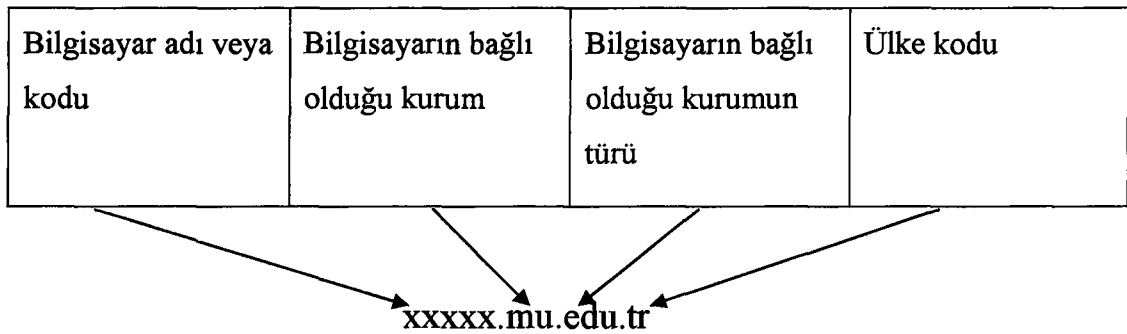 Bilgisayar adı veya
kodu
Bilgisayarın bağlı
olduğu kurum
Bilgisayarın bağlı
olduğu kurumun
türü
Ülke kodu
xxxxx.mu.edu.tr